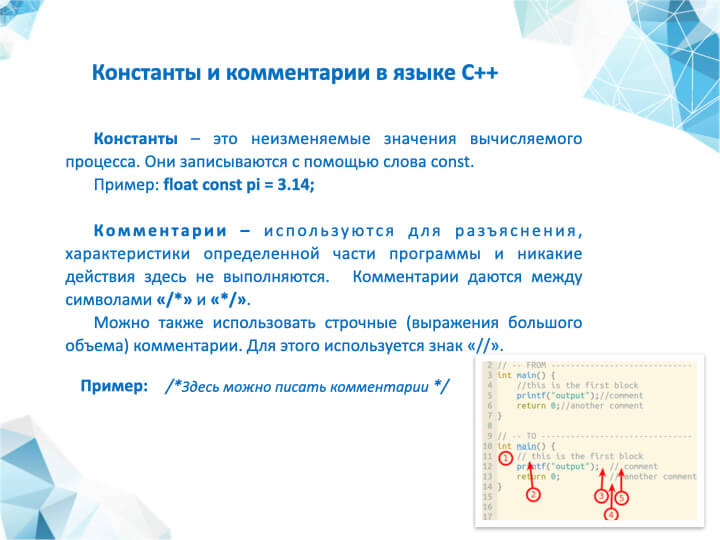 Константы и комментарии в языке С++
Константы – это неизменяемые значения вычисляемого
процесса. Они записываются с помощью слова const.
Пример: float const pi = 3.14;
Комментарии – используются для разъяснения,
характеристики определенной части программы и никакие
действия здесь не выполняются. Комментарии даются между
символами «/*» и «*/».
Можно также использовать строчные (выражения большого
объема) комментарии. Для этого используется знак «//».
Пример: /*Здесь можно писать комментарии */
2 // -- FROM ----------------------------
3 int main() {
4 //this is the first block
5 printf("output");//comment
6 return 0;//another comment
7 }
8
9 // -- TO ------------------------------
10 int main() {
11 1 // this is the first block
12 printf("output"); // comment
13 return 0; // another comment
14 } 2 3 5
15
16 4
17